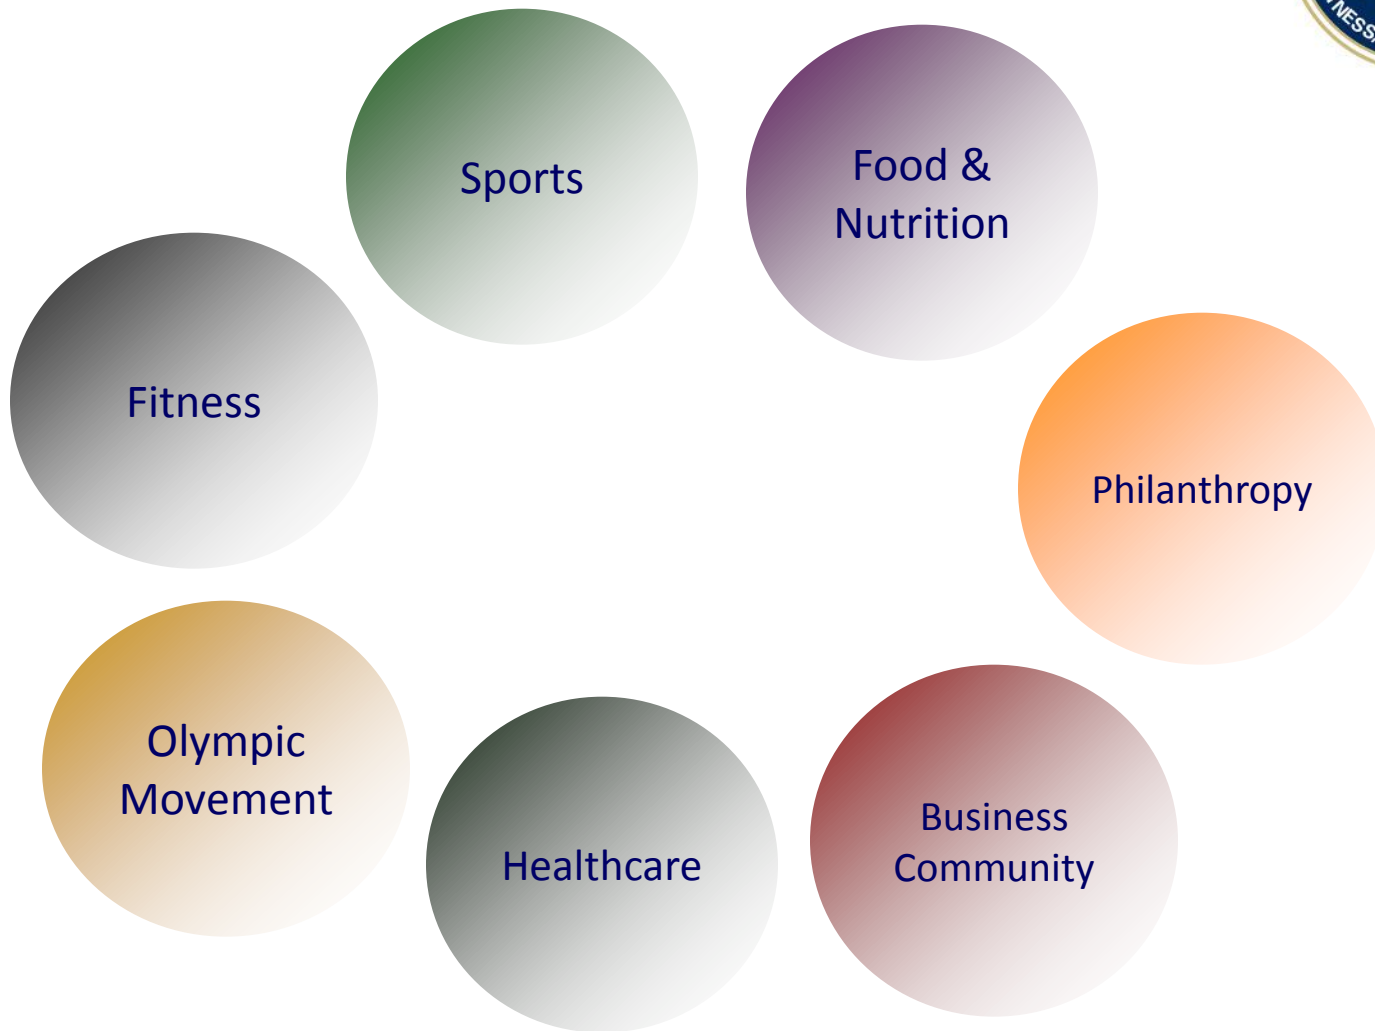 Sports
Food &
Nutrition
Fitness
Philanthropy
Olympic
Movement
Business
Community
Healthcare